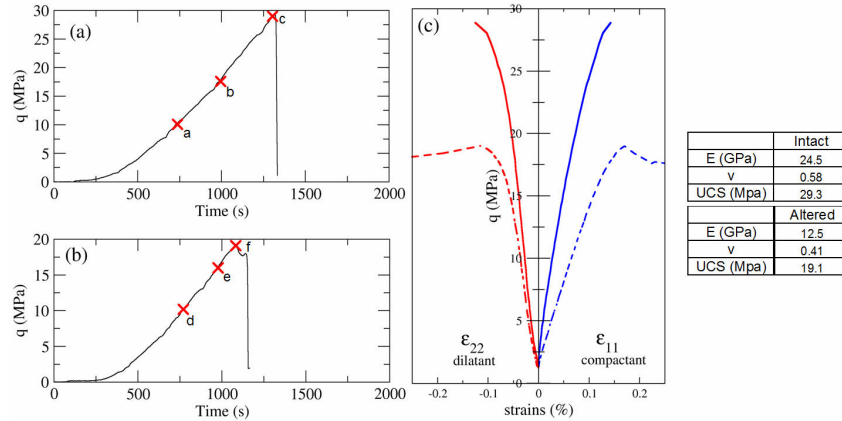 (a)
q (MPa)
30
25
20
15
10
5
0
a
b
c
0
500
1000
1500
2000
Time (s)
(b)
q (MPa)
20
15
10
5
0
d
e
f
0
500
1000
1500
2000
Time (s)
(c)
q (MPa)
30
25
20
15
10
5
0
ε22
dilatant
ε11
compactant
-0.2
-0.1
0
0.1
0.2
strains (%)
Intact
E (GPa) 24.5
v 0.58
UCS (Mpa) 29.3
Altered
E (GPa) 12.5
v 0.41
UCS (Mpa) 19.1